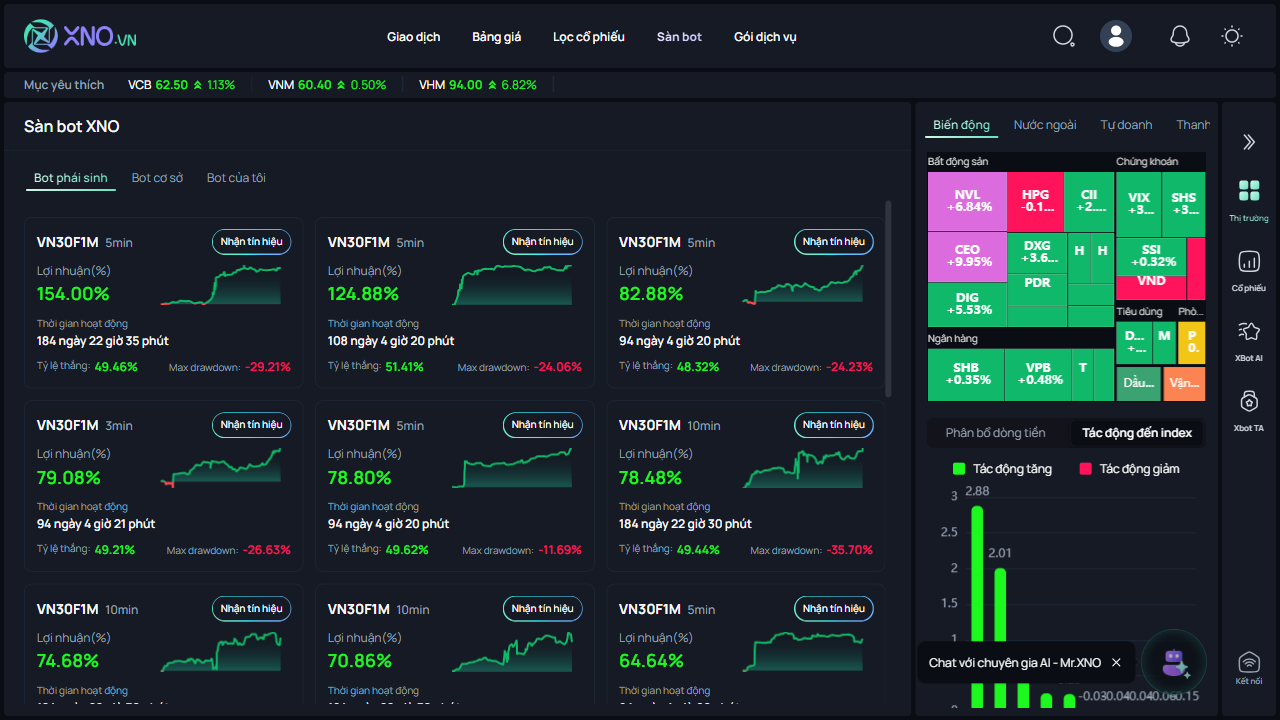 XNO.VN
Giao dịch Bảng giá Lọc cổ phiếu Sàn bot Gói dịch vụ
Mục yêu thích VCB 62.50 1.13% VNM 60.40 0.50% VHM 94.00 6.82%
Sàn bot XNO
Bot phái sinh Bot cơ sở Bot của tôi
VN30F1M 5min Nhận tín hiệu
Lợi nhuận(%)
154.00%
Thời gian hoạt động
184 ngày 22 giờ 35 phút
Tỷ lệ thắng: 49.46% Max drawdown: -29.21%
VN30F1M 5min Nhận tín hiệu
Lợi nhuận(%)
124.88%
Thời gian hoạt động
108 ngày 4 giờ 20 phút
Tỷ lệ thắng: 51.41% Max drawdown: -24.06%
VN30F1M 5min Nhận tín hiệu
Lợi nhuận(%)
82.88%
Thời gian hoạt động
94 ngày 4 giờ 20 phút
Tỷ lệ thắng: 48.32% Max drawdown: -24.23%
VN30F1M 3min Nhận tín hiệu
Lợi nhuận(%)
79.08%
Thời gian hoạt động
94 ngày 4 giờ 21 phút
Tỷ lệ thắng: 49.21% Max drawdown: -26.63%
VN30F1M 5min Nhận tín hiệu
Lợi nhuận(%)
78.80%
Thời gian hoạt động
94 ngày 4 giờ 20 phút
Tỷ lệ thắng: 49.62% Max drawdown: -11.69%
VN30F1M 10min Nhận tín hiệu
Lợi nhuận(%)
78.48%
Thời gian hoạt động
184 ngày 22 giờ 30 phút
Tỷ lệ thắng: 49.44% Max drawdown: -35.70%
VN30F1M 10min Nhận tín hiệu
Lợi nhuận(%)
74.68%
Thời gian hoạt động
VN30F1M 10min Nhận tín hiệu
Lợi nhuận(%)
70.86%
Thời gian hoạt động
VN30F1M 5min Nhận tín hiệu
Lợi nhuận(%)
64.64%
Thời gian hoạt động
Biến động Nước ngoài Tự doanh Thanh
Bất động sản Chứng khoán
NVL
+6.84%
HPG
-0.1...
CII
+2....
VIX
+3...
SHS
+3...
CEO
+9.95%
DXG
+3.6...
H H
SSI
+0.32%
PDR
VND
DIG
+5.53%
Tiêu dùng Phò...
D...
+...
M
P
0.
Ngân hàng
SHB
+0.35%
VPB
+0.48%
T
Dầu...
Vận...
Phân bổ dòng tiền Tác động đến index
Tác động tăng Tác động giảm
3 2.88
2.5
2.01
2
1.5
1
-0.030.040.040.060.15
Chat với chuyên gia AI - Mr.XNO
Thị trường
Cổ phiếu
XBot AI
Xbot TA
Kết nối